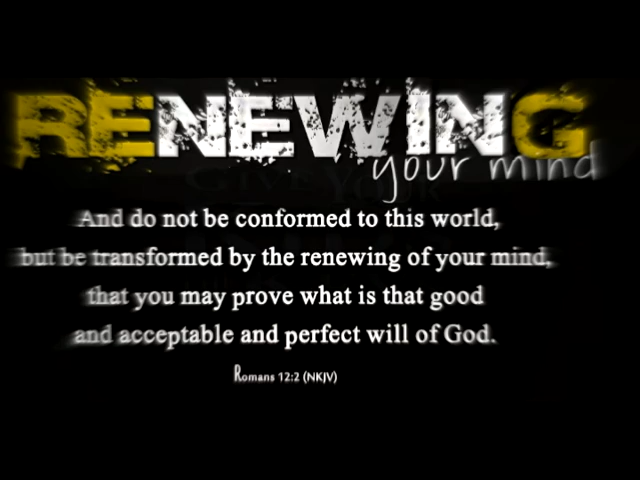 RENEWING
your mind
And do not be conformed to this world,
but be transformed by the renewing of your mind,
that you may prove what is that good
and acceptable and perfect will of God.
Romans 12:2 (NKJV)